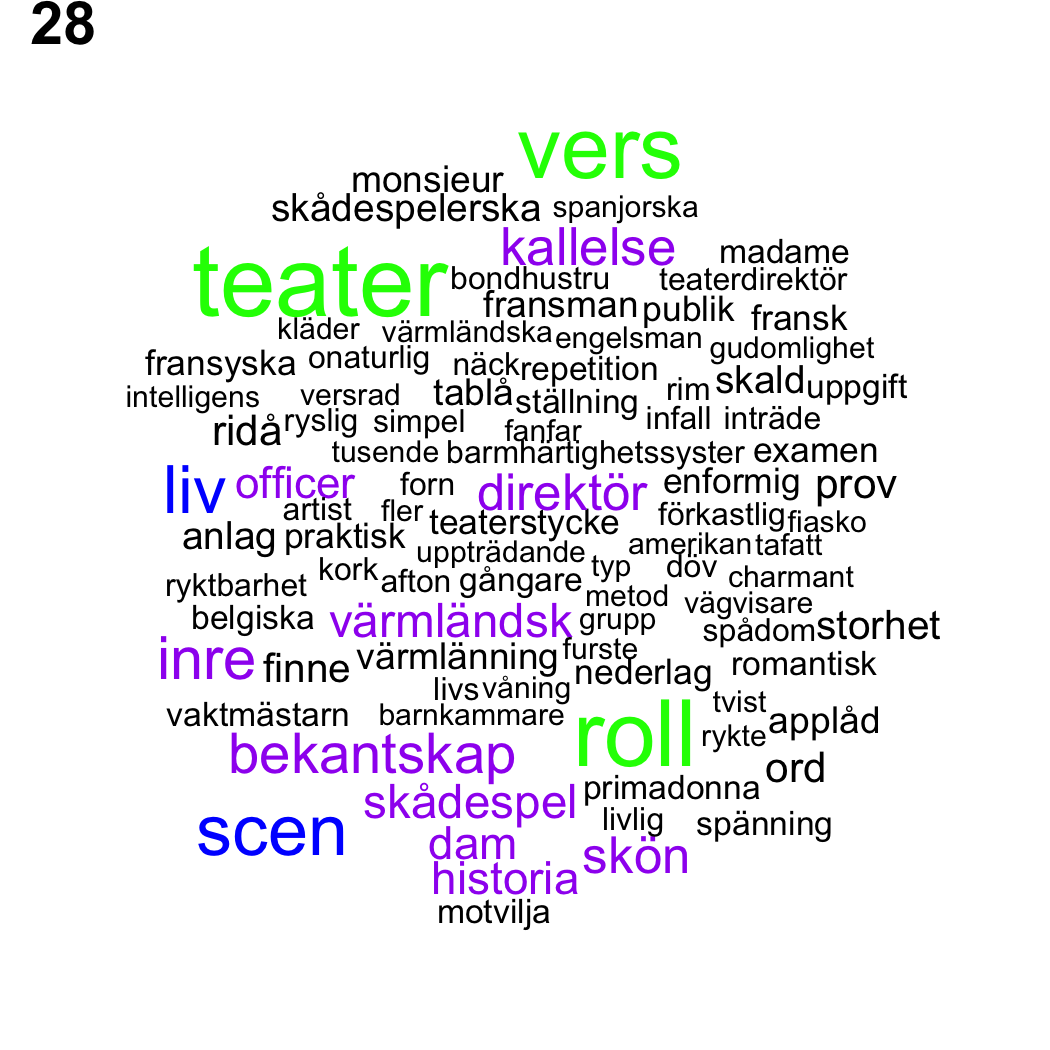 28
vers
monsieur
skådespelerska spanjorska
kallelse madame
teater bondhustru teaterdirektör
fransman publik fransk
kläder värmländska engelsman gudomlighet
fransyska onaturlig näck repetition
intelligens versrad tablå ställning rim skald uppgift
ridå ryslig simpel fanfar infall inträde
tusende barmhärtighetssyster examen
liv officer forn direktör enformig prov
artist fler teaterstycke förkastlig fiasko
anlag praktisk uppträdande amerikan tafatt
ryktbarhet kork afton gångare typ döv charmant
belgiska värmländsk metod grupp vägvisare
spådom storhet
inre finne värmlänning furste nederlag romantisk
livs våning
vaktmästarn barnkammare roll tvist rykte applåd
bekantskap ord
skådespel primadonna
scen livlig spänning
dam skön
historia
motvilja